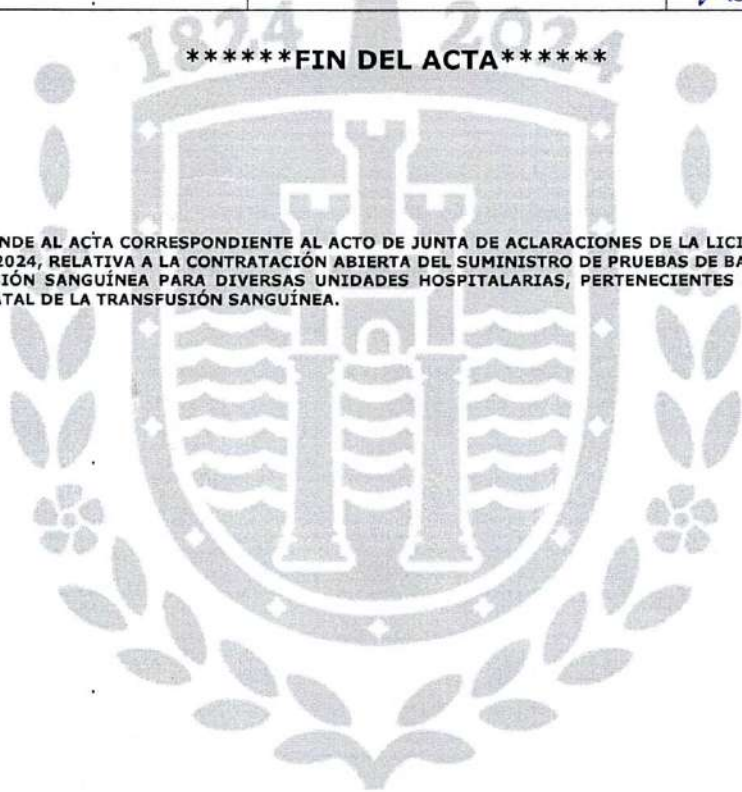 1824 2024
******FIN DEL ACTA******
NDE AL ACTA CORRESPONDIENTE AL ACTO DE JUNTA DE ACLARACIONES DE LA LICI
2024, RELATIVA A LA CONTRATACIÓN ABIERTA DEL SUMINISTRO DE PRUEBAS DE BA
IÓN SANGUÍNEA PARA DIVERSAS UNIDADES HOSPITALARIAS, PERTENECIENTES
ATAL DE LA TRANSFUSIÓN SANGUÍNEA.